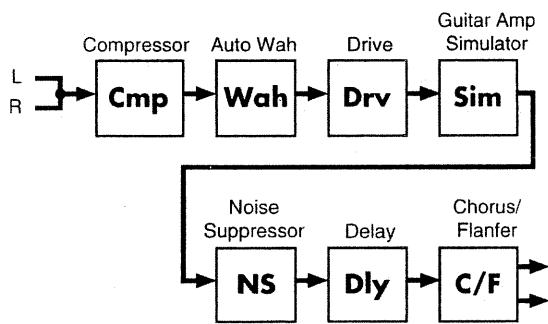 Guitar Amp
Compressor Auto Wah Drive Simulator
L
R
Cmp Wah Drv Sim
Noise Chorus/
Suppressor Delay Flanfer
NS Dly C/F